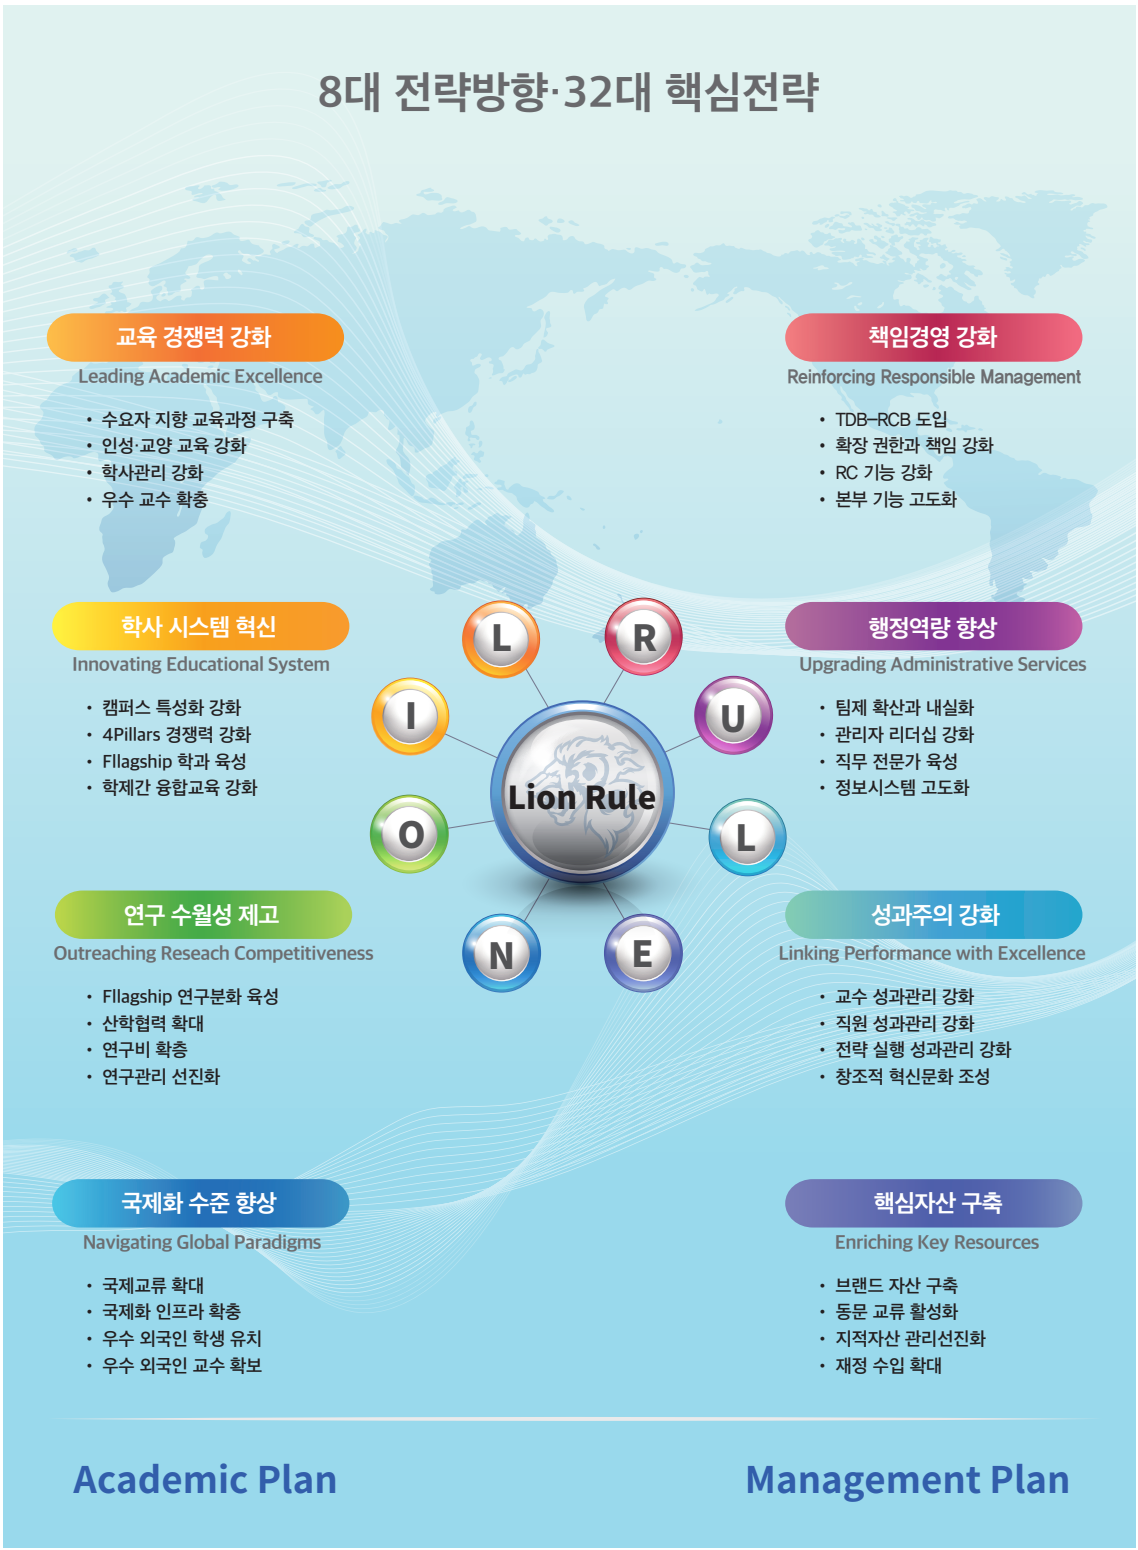 8대 전략방향·32대 핵심전략
교육 경쟁력 강화
Leading Academic Excellence
• 수요자 지향 교육과정 구축
• 인성·교양 교육 강화
• 학사관리 강화
• 우수 교수 확충
학사 시스템 혁신
Innovating Educational System
• 캠퍼스 특성화 강화
• 4Pillars 경쟁력 강화
• Fllagship 학과 육성
• 학제간 융합교육 강화
연구 수월성 제고
Outreaching Reseach Competitiveness
• Fllagship 연구분화 육성
• 산학협력 확대
• 연구비 확층
• 연구관리 선진화
국제화 수준 향상
Navigating Global Paradigms
• 국제교류 확대
• 국제화 인프라 확충
• 우수 외국인 학생 유치
• 우수 외국인 교수 확보
Academic Plan
L
I
O
N
Lion Rule
R
U
L
E
책임경영 강화
Reinforcing Responsible Management
• TDB-RCB 도입
• 확장 권한과 책임 강화
• RC 기능 강화
• 본부 기능 고도화
행정역량 향상
Upgrading Administrative Services
• 팀제 확산과 내실화
• 관리자 리더십 강화
• 직무 전문가 육성
• 정보시스템 고도화
성과주의 강화
Linking Performance with Excellence
• 교수 성과관리 강화
• 직원 성과관리 강화
• 전략 실행 성과관리 강화
• 창조적 혁신문화 조성
핵심자산 구축
Enriching Key Resources
• 브랜드 자산 구축
• 동문 교류 활성화
• 지적자산 관리선진화
• 재정 수입 확대
Management Plan